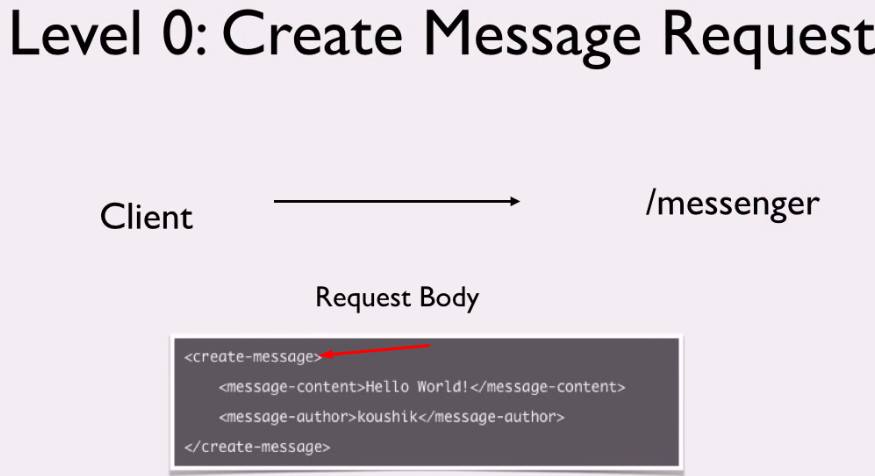 Level 0: Create Message Request
Client
/messenger
Request Body
<create-message>
<message-content>Hello World!</message-content>
<message-author>koushik</message-author>
</create-message>